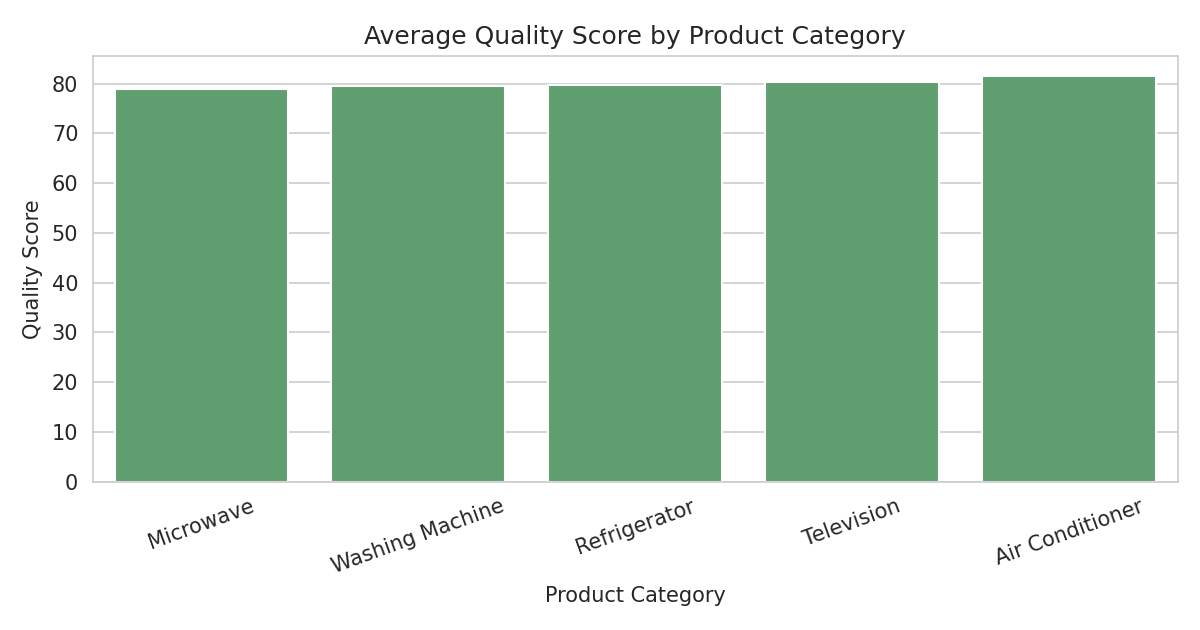 Average Quality Score by Product Category
Quality Score
80
70
60
50
40
30
20
10
0
Microwave
Washing Machine
Refrigerator
Television
Air Conditioner
Product Category